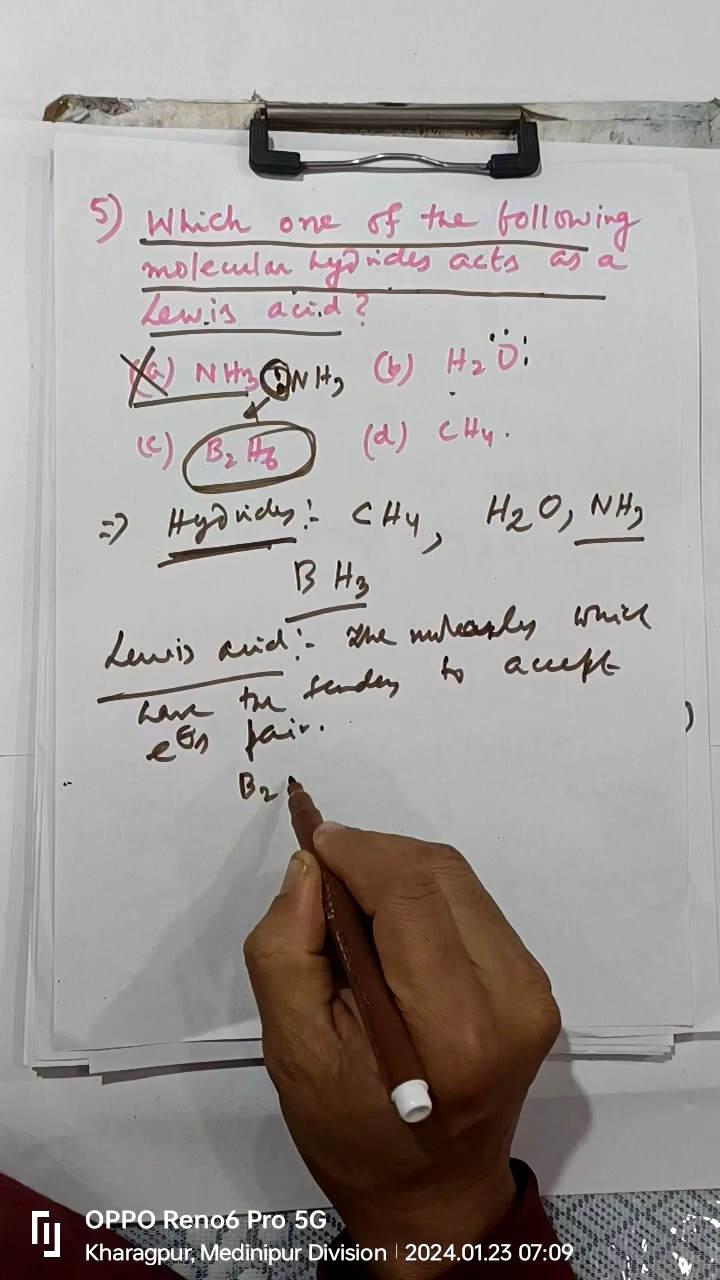 5) Which one of the following
molecular hydrides acts as a
Lewis acid?
(a) NH3 :NH3 (b) H2O
(c) B2H6 (d) CH4.
=> Hydrides:- CH4, H2O, NH3
BH3
Lewis acid:- The which
have the to accept
pair.
B2
OPPO Reno6 Pro 5G
Kharagpur, Medinipur Division | 2024.01.23 07:09